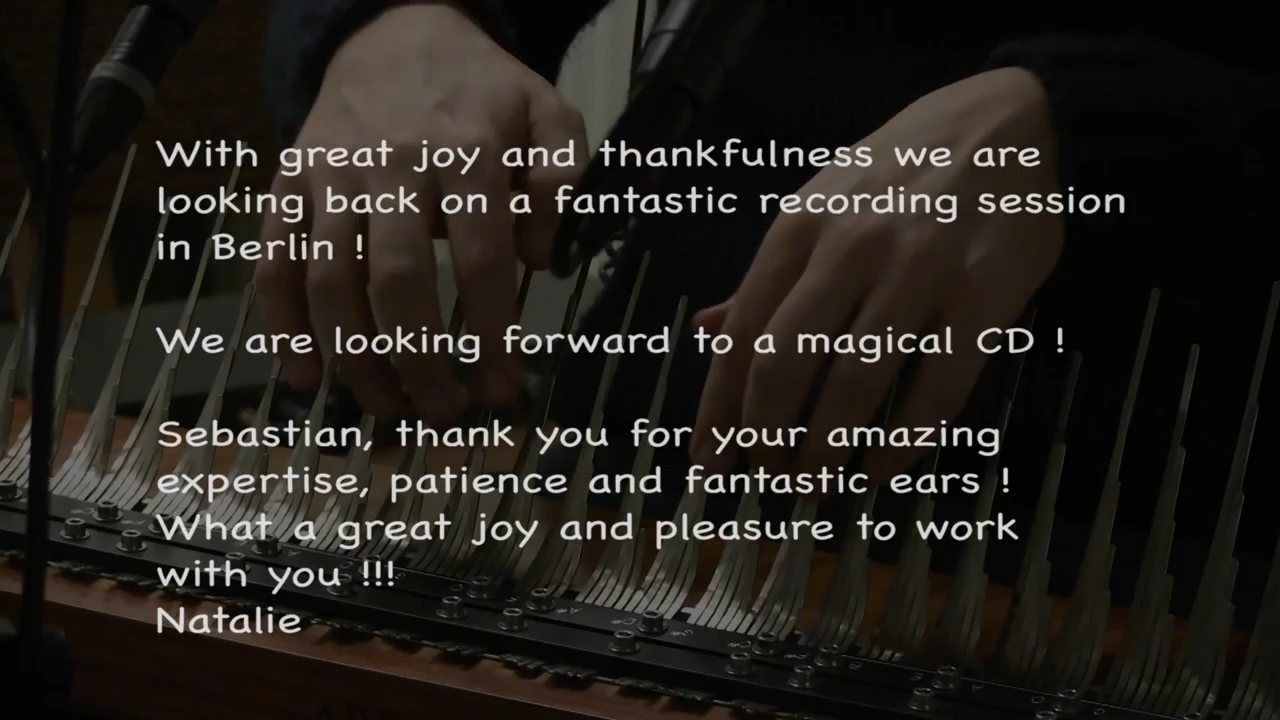 With great joy and thankfulness we are
looking back on a fantastic recording session
in Berlin !
We are looking forward to a magical CD !
Sebastian, thank you for your amazing
expertise, patience and fantastic ears !
What a great joy and pleasure to work
with you !!!
Natalie